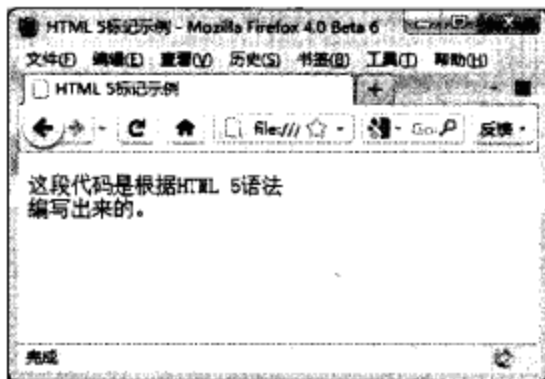 HTML 5标记示例 - Mozilla Firefox 4.0 Beta 6
文件(F) 编辑(E) 查看(V) 历史(S) 书签(B) 工具(T) 帮助(H)
HTML 5标记示例 +
file:/// Go 反馈
这段代码是根据HTML 5语法
编写出来的。
完成